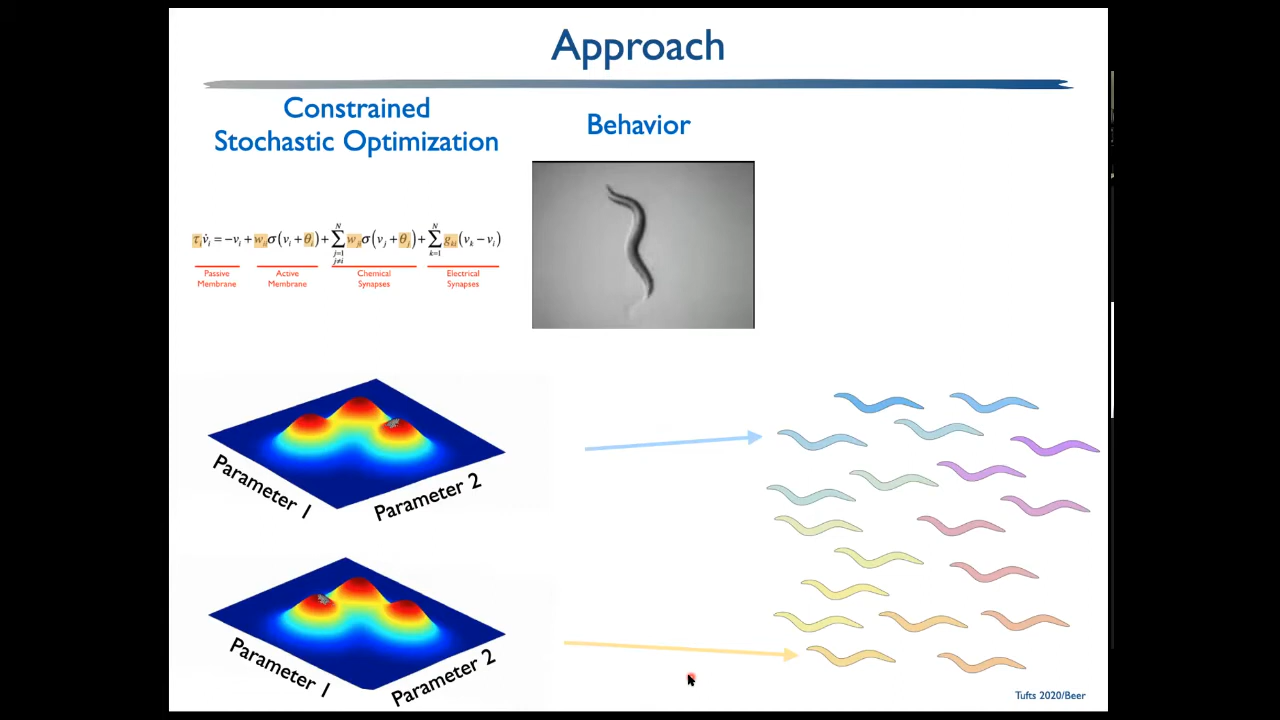 Approach
Constrained
Stochastic Optimization
Behavior
τᵢv̇ᵢ = −vᵢ + wᵢᵢσ(vᵢ + θᵢ) + ∑ⱼ₌₁,ⱼ≠ᵢᴺ wⱼᵢσ(vⱼ + θⱼ) + ∑ₖ₌₁ᴺ gₖᵢ(vₖ − vᵢ)
Passive
Membrane
Active
Membrane
Chemical
Synapses
Electrical
Synapses
Parameter 1
Parameter 2
Parameter 1
Parameter 2
Tufts 2020/Beer